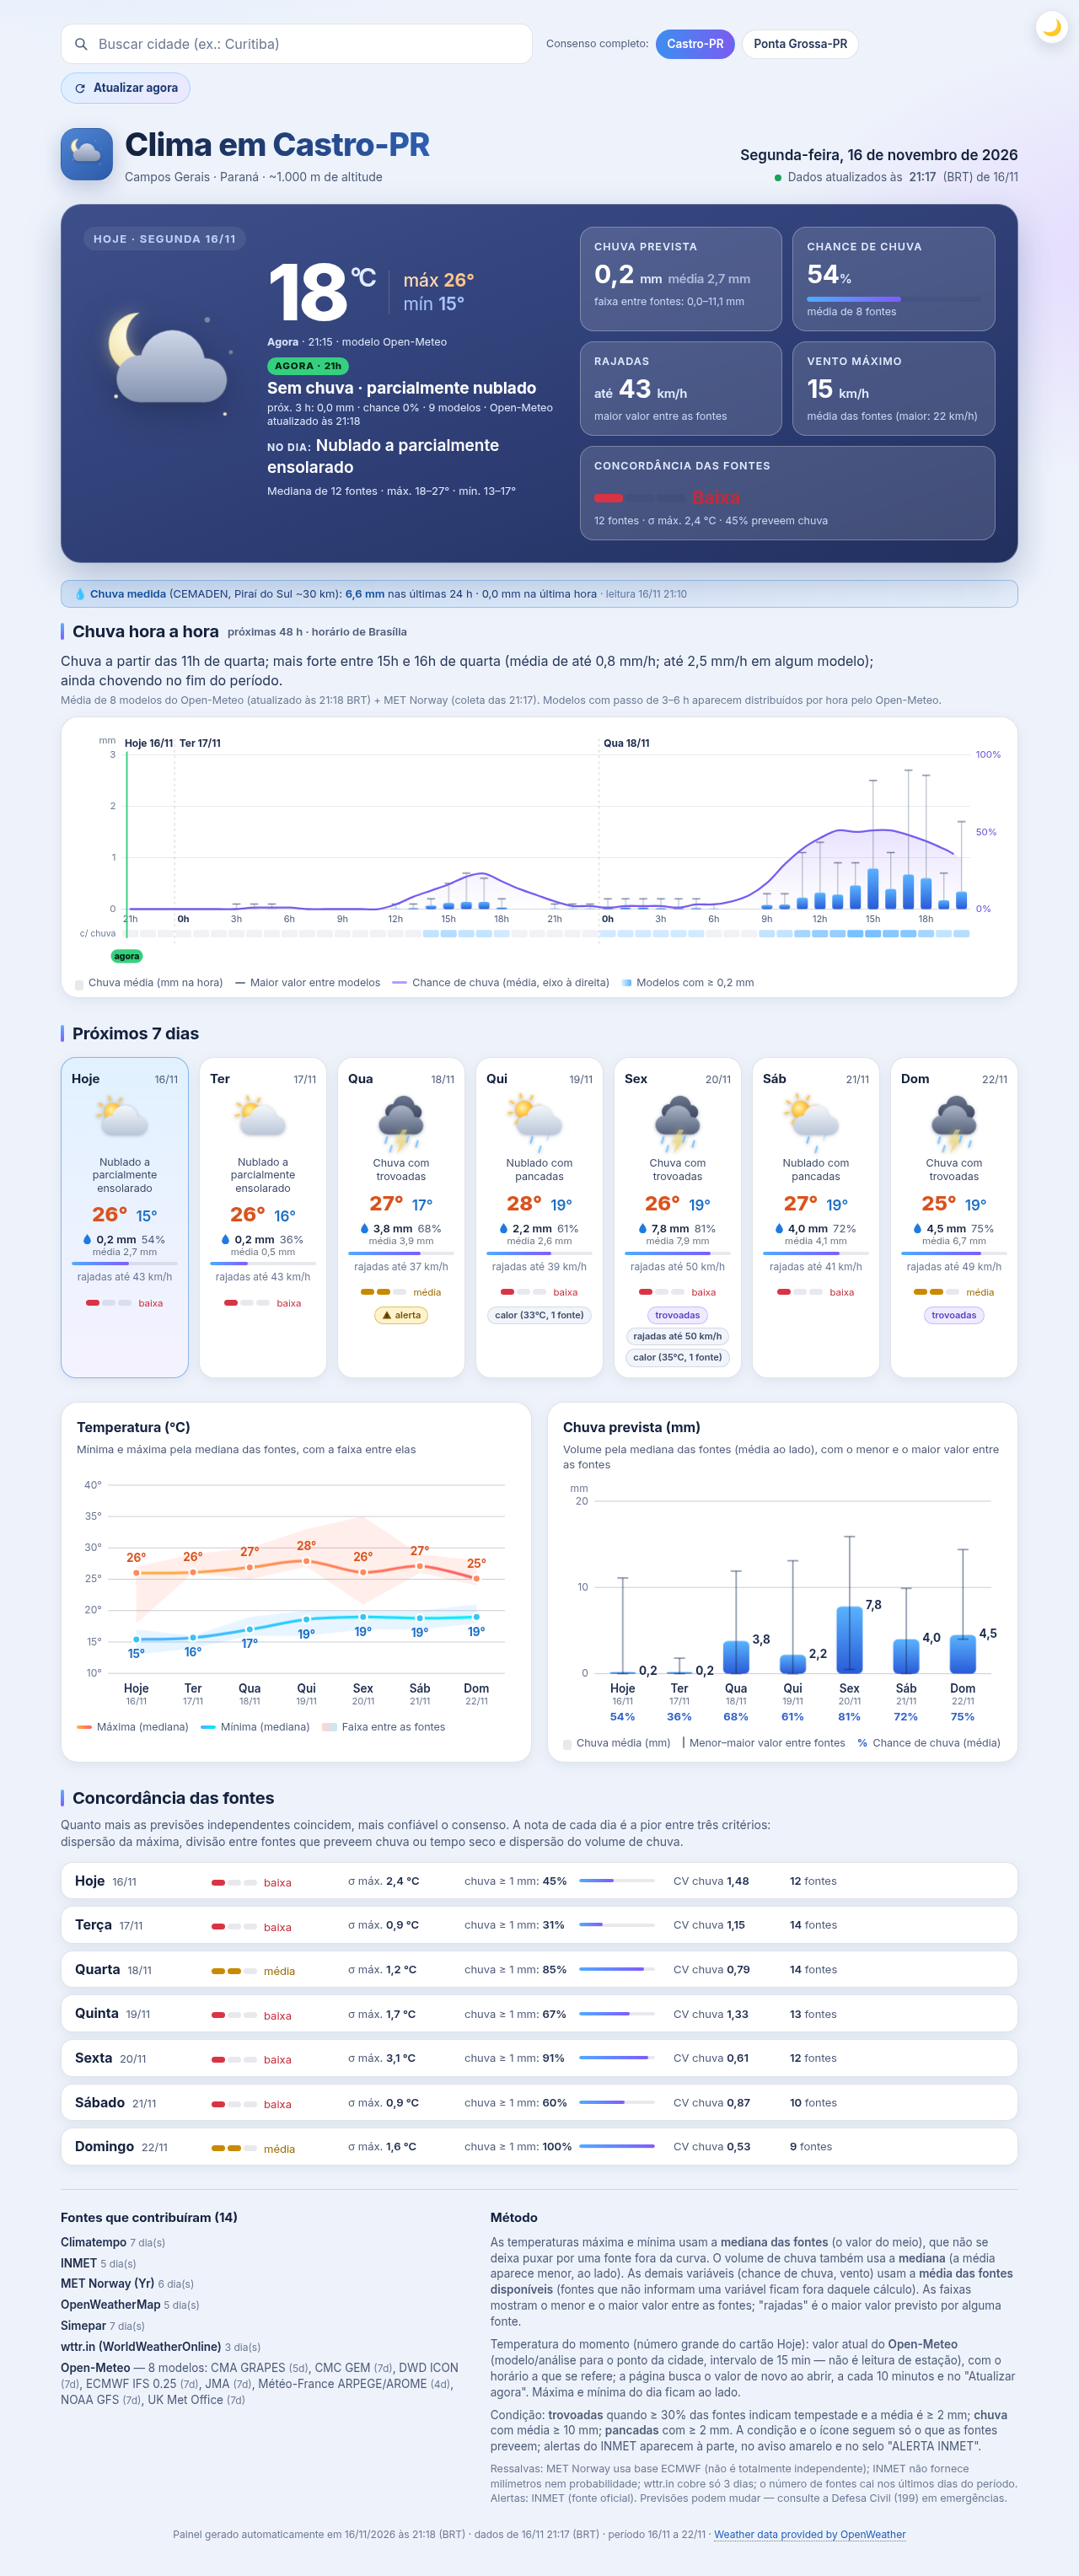 Buscar cidade (ex.: Curitiba)
Consenso completo: Castro-PR Ponta Grossa-PR
Atualizar agora
Clima em Castro-PR
Campos Gerais · Paraná · ~1.000 m de altitude
Segunda-feira, 16 de novembro de 2026
Dados atualizados às 21:17 (BRT) de 16/11
HOJE · SEGUNDA 16/11
18°C
máx 26°
mín 15°
Agora · 21:15 · modelo Open-Meteo
AGORA · 21h
Sem chuva · parcialmente nublado
próx. 3 h: 0,0 mm · chance 0% · 9 modelos · Open-Meteo
atualizado às 21:18
NO DIA: Nublado a parcialmente
ensolarado
Mediana de 12 fontes · máx. 18–27° · mín. 13–17°
CHUVA PREVISTA
0,2 mm média 2,7 mm
faixa entre fontes: 0,0–11,1 mm
CHANCE DE CHUVA
54%
média de 8 fontes
RAJADAS
até 43 km/h
maior valor entre as fontes
VENTO MÁXIMO
15 km/h
média das fontes (maior: 22 km/h)
CONCORDÂNCIA DAS FONTES
Baixa
12 fontes · σ máx. 2,4 °C · 45% preveem chuva
Chuva medida (CEMADEN, Piraí do Sul ~30 km): 6,6 mm nas últimas 24 h · 0,0 mm na última hora · leitura 16/11 21:10
Chuva hora a hora próximas 48 h · horário de Brasília
Chuva a partir das 11h de quarta; mais forte entre 15h e 16h de quarta (média de até 0,8 mm/h; até 2,5 mm/h em algum modelo);
ainda chovendo no fim do período.
Média de 8 modelos do Open-Meteo (atualizado às 21:18 BRT) + MET Norway (coleta das 21:17). Modelos com passo de 3–6 h aparecem distribuídos por hora pelo Open-Meteo.
mm Hoje 16/11 Ter 17/11 Qua 18/11
3 100%
2
50%
1
0 0%
21h 0h 3h 6h 9h 12h 15h 18h 21h 0h 3h 6h 9h 12h 15h 18h
c/ chuva
agora
Chuva média (mm na hora) Maior valor entre modelos Chance de chuva (média, eixo à direita) Modelos com ≥ 0,2 mm
Próximos 7 dias
Hoje 16/11
Nublado a
parcialmente
ensolarado
26° 15°
0,2 mm 54%
média 2,7 mm
rajadas até 43 km/h
baixa
Ter 17/11
Nublado a
parcialmente
ensolarado
26° 16°
0,2 mm 36%
média 0,5 mm
rajadas até 43 km/h
baixa
Qua 18/11
Chuva com
trovoadas
27° 17°
3,8 mm 68%
média 3,9 mm
rajadas até 37 km/h
média
alerta
Qui 19/11
Nublado com
pancadas
28° 19°
2,2 mm 61%
média 2,6 mm
rajadas até 39 km/h
baixa
calor (33°C, 1 fonte)
Sex 20/11
Chuva com
trovoadas
26° 19°
7,8 mm 81%
média 7,9 mm
rajadas até 50 km/h
baixa
trovoadas
rajadas até 50 km/h
calor (35°C, 1 fonte)
Sáb 21/11
Nublado com
pancadas
27° 19°
4,0 mm 72%
média 4,1 mm
rajadas até 41 km/h
baixa
Dom 22/11
Chuva com
trovoadas
25° 19°
4,5 mm 75%
média 6,7 mm
rajadas até 49 km/h
média
trovoadas
Temperatura (°C)
Mínima e máxima pela mediana das fontes, com a faixa entre elas
40°
35°
30°
25°
20°
15°
10°
26° 26° 27° 28° 26° 27° 25°
15° 16° 17° 19° 19° 19° 19°
Hoje Ter Qua Qui Sex Sáb Dom
16/11 17/11 18/11 19/11 20/11 21/11 22/11
Máxima (mediana) Mínima (mediana) Faixa entre as fontes
Chuva prevista (mm)
Volume pela mediana das fontes (média ao lado), com o menor e o maior valor entre
as fontes
mm
20
10
0
0,2 0,2 3,8 2,2 7,8 4,0 4,5
Hoje Ter Qua Qui Sex Sáb Dom
16/11 17/11 18/11 19/11 20/11 21/11 22/11
54% 36% 68% 61% 81% 72% 75%
Chuva média (mm) Menor–maior valor entre fontes % Chance de chuva (média)
Concordância das fontes
Quanto mais as previsões independentes coincidem, mais confiável o consenso. A nota de cada dia é a pior entre três critérios:
dispersão da máxima, divisão entre fontes que preveem chuva ou tempo seco e dispersão do volume de chuva.
Hoje 16/11 baixa σ máx. 2,4 °C chuva ≥ 1 mm: 45% CV chuva 1,48 12 fontes
Terça 17/11 baixa σ máx. 0,9 °C chuva ≥ 1 mm: 31% CV chuva 1,15 14 fontes
Quarta 18/11 média σ máx. 1,2 °C chuva ≥ 1 mm: 85% CV chuva 0,79 14 fontes
Quinta 19/11 baixa σ máx. 1,7 °C chuva ≥ 1 mm: 67% CV chuva 1,33 13 fontes
Sexta 20/11 baixa σ máx. 3,1 °C chuva ≥ 1 mm: 91% CV chuva 0,61 12 fontes
Sábado 21/11 baixa σ máx. 0,9 °C chuva ≥ 1 mm: 60% CV chuva 0,87 10 fontes
Domingo 22/11 média σ máx. 1,6 °C chuva ≥ 1 mm: 100% CV chuva 0,53 9 fontes
Fontes que contribuíram (14)
Climatempo 7 dia(s)
INMET 5 dia(s)
MET Norway (Yr) 6 dia(s)
OpenWeatherMap 5 dia(s)
Simepar 7 dia(s)
wttr.in (WorldWeatherOnline) 3 dia(s)
Open-Meteo — 8 modelos: CMA GRAPES (5d), CMC GEM (7d), DWD ICON
(7d), ECMWF IFS 0.25 (7d), JMA (7d), Météo-France ARPEGE/AROME (4d),
NOAA GFS (7d), UK Met Office (7d)
Método
As temperaturas máxima e mínima usam a mediana das fontes (o valor do meio), que não se
deixa puxar por uma fonte fora da curva. O volume de chuva também usa a mediana (a média
aparece menor, ao lado). As demais variáveis (chance de chuva, vento) usam a média das fontes
disponíveis (fontes que não informam uma variável ficam fora daquele cálculo). As faixas
mostram o menor e o maior valor entre as fontes; "rajadas" é o maior valor previsto por alguma
fonte.
Temperatura do momento (número grande do cartão Hoje): valor atual do Open-Meteo
(modelo/análise para o ponto da cidade, intervalo de 15 min — não é leitura de estação), com o
horário a que se refere; a página busca o valor de novo ao abrir, a cada 10 minutos e no "Atualizar
agora". Máxima e mínima do dia ficam ao lado.
Condição: trovoadas quando ≥ 30% das fontes indicam tempestade e a média é ≥ 2 mm; chuva
com média ≥ 10 mm; pancadas com ≥ 2 mm. A condição e o ícone seguem só o que as fontes
preveem; alertas do INMET aparecem à parte, no aviso amarelo e no selo "ALERTA INMET".
Ressalvas: MET Norway usa base ECMWF (não é totalmente independente); INMET não fornece
milímetros nem probabilidade; wttr.in cobre só 3 dias; o número de fontes cai nos últimos dias do período.
Alertas: INMET (fonte oficial). Previsões podem mudar — consulte a Defesa Civil (199) em emergências.
Painel gerado automaticamente em 16/11/2026 às 21:18 (BRT) · dados de 16/11 21:17 (BRT) · período 16/11 a 22/11 · Weather data provided by OpenWeather